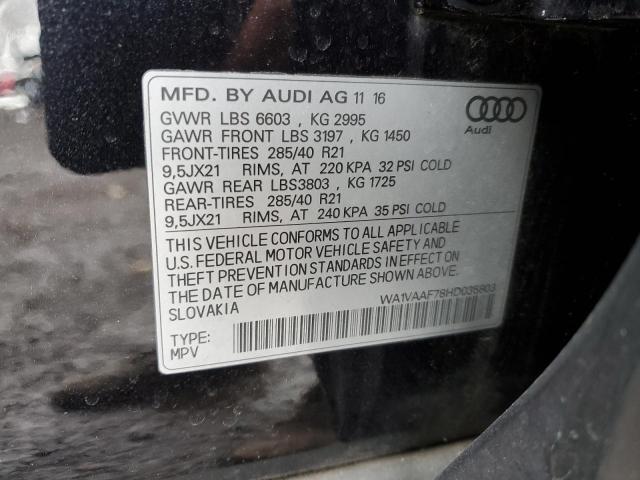 MFD. BY AUDI AG 11 16
GVWR LBS 6603 , KG 2995
GAWR FRONT LBS 3197 , KG 1450
FRONT-TIRES 285/40 R21
9,5JX21 RIMS, AT 220 KPA 32 PSI COLD
GAWR REAR LBS3803 , KG 1725
REAR-TIRES 285/40 R21
9,5JX21 RIMS, AT 240 KPA 35 PSI COLD
Audi
THIS VEHICLE CONFORMS TO ALL APPLICABLE
U.S. FEDERAL MOTOR VEHICLE SAFETY AND
THEFT PREVENTION STANDARDS IN EFFECT ON
THE DATE OF MANUFACTURE SHOWN ABOVE.
SLOVAKIA
WA1VAAF78HD035803
TYPE:
MPV